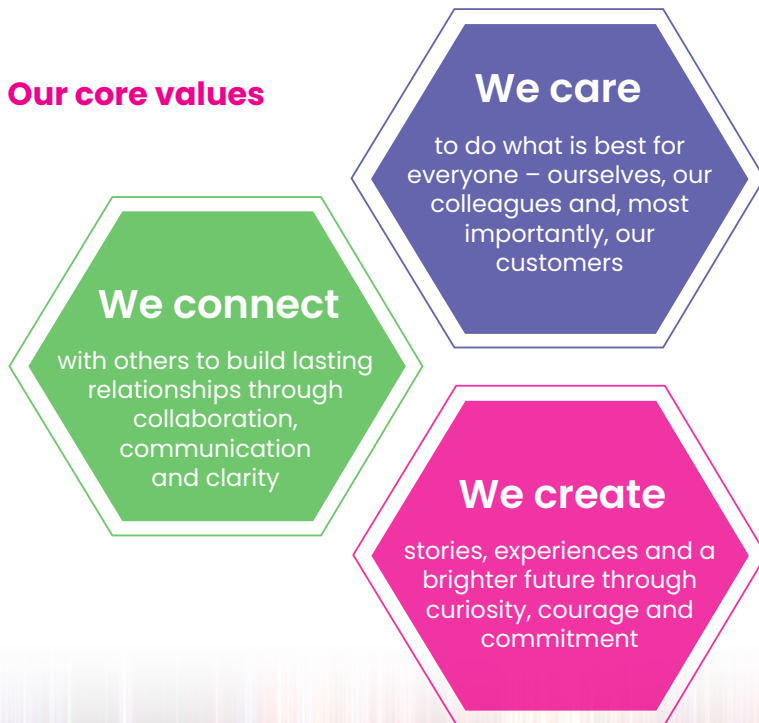 Our core values
We care
to do what is best for
everyone – ourselves, our
colleagues and, most
importantly, our
customers
We connect
with others to build lasting
relationships through
collaboration,
communication
and clarity
We create
stories, experiences and a
brighter future through
curiosity, courage and
commitment